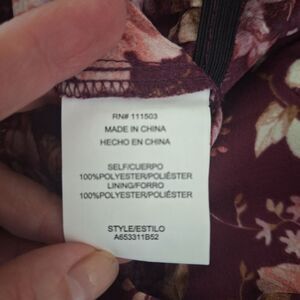 RN# 111503
MADE IN CHINA
HECHO EN CHINA
SELF/CUERPO
100%POLYESTER/POLIÉSTER
LINING/FORRO
100%POLYESTER/POLIÉSTER
STYLE/ESTILO
A653311B52